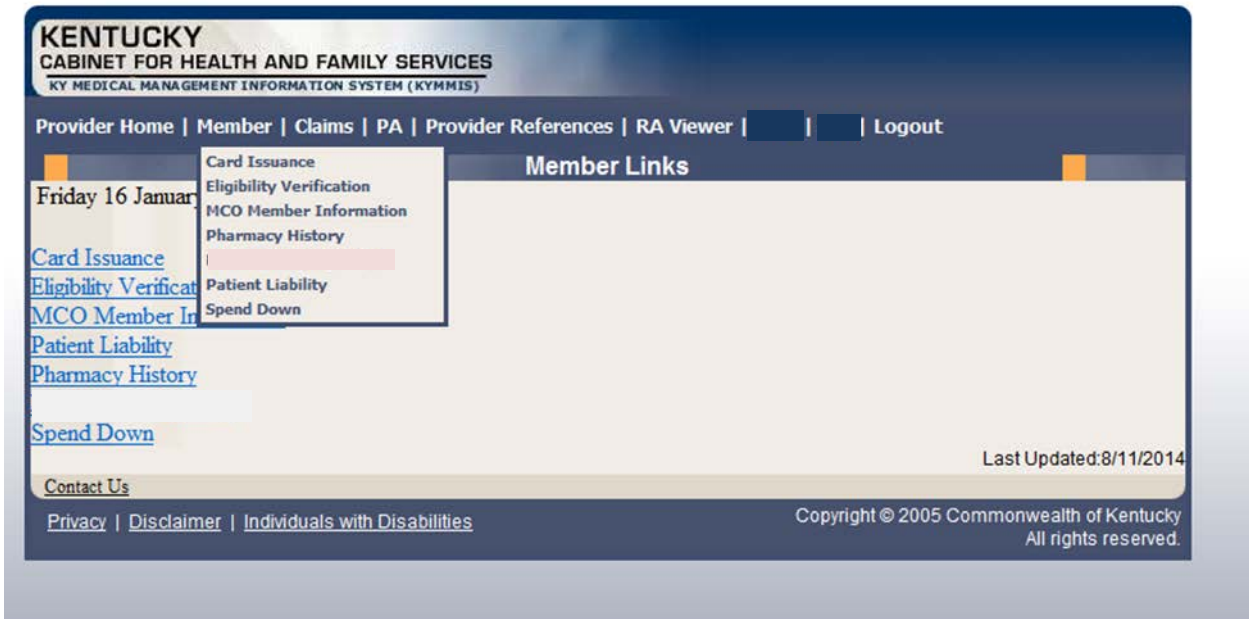 KENTUCKY
CABINET FOR HEALTH AND FAMILY SERVICES
KY MEDICAL MANAGEMENT INFORMATION SYSTEM (KYMMIS)
Provider Home | Member | Claims | PA | Provider References | RA Viewer | | | Logout
Member Links
Card Issuance
Eligibility Verification
MCO Member Information
Pharmacy History
Patient Liability
Spend Down
Friday 16
Card Issuance
Eligibility
MCO Member
Patient Liability
Pharmacy History
Spend Down
Last Updated:8/11/2014
Contact Us
Privacy | Disclaimer | Individuals with Disabilities
Copyright © 2005 Commonwealth of Kentucky
All rights reserved.